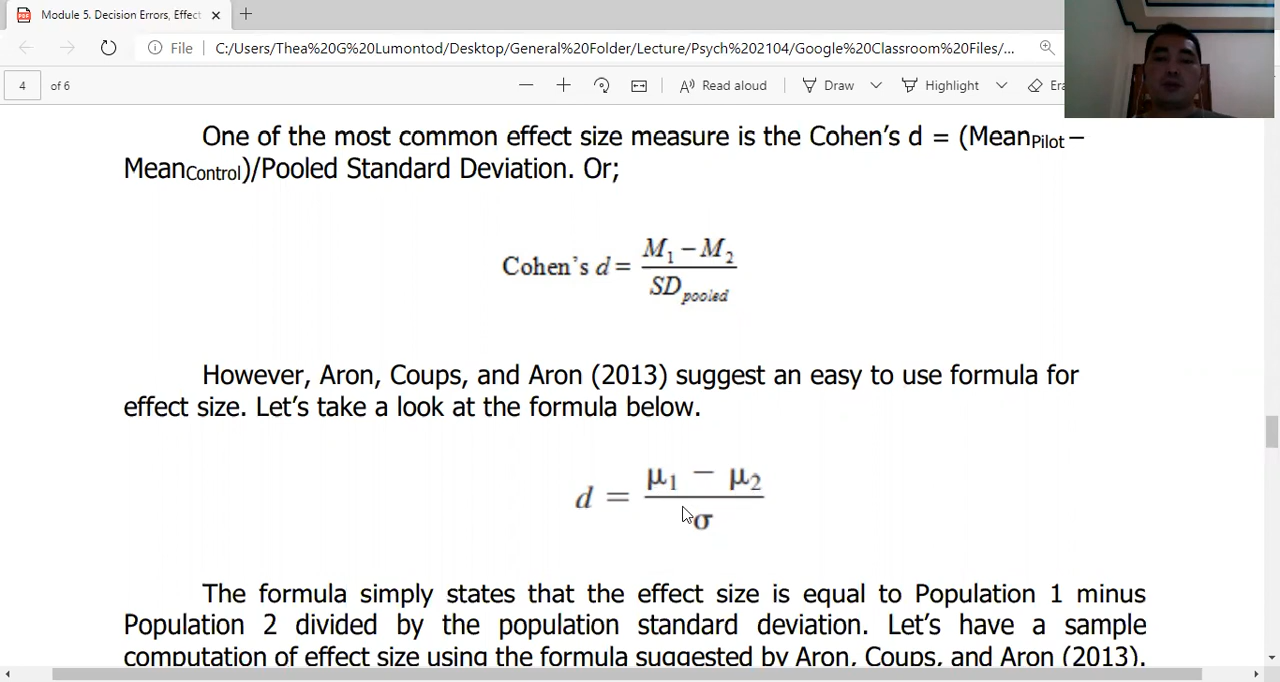 Module 5. Decision Errors, Effect
File C:/Users/Thea%20G%20Lumontod/Desktop/General%20Folder/Lecture/Psych%202104/Google%20Classroom%20Files/...
4 of 6 Read aloud Draw Highlight Era
One of the most common effect size measure is the Cohen’s d = (MeanPilot –
MeanControl)/Pooled Standard Deviation. Or;
Cohen's d = M1 − M2
SDpooled
However, Aron, Coups, and Aron (2013) suggest an easy to use formula for
effect size. Let’s take a look at the formula below.
d = μ1 − μ2
σ
The formula simply states that the effect size is equal to Population 1 minus
Population 2 divided by the population standard deviation. Let’s have a sample
computation of effect size using the formula suggested by Aron, Coups, and Aron (2013).